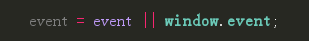 event = event || window.event;